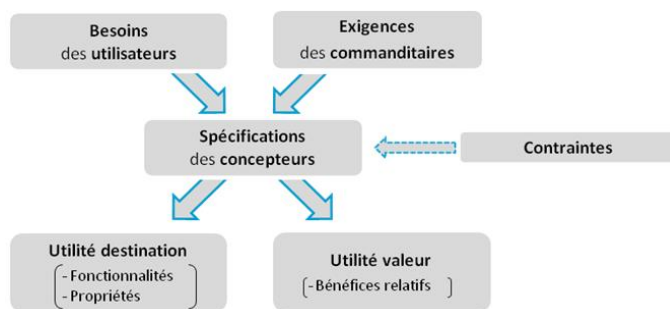 Besoins
des utilisateurs
Exigences
des commanditaires
Spécifications
des concepteurs
Contraintes
Utilité destination
- Fonctionnalités
- Propriétés
Utilité valeur
- Bénéfices relatifs